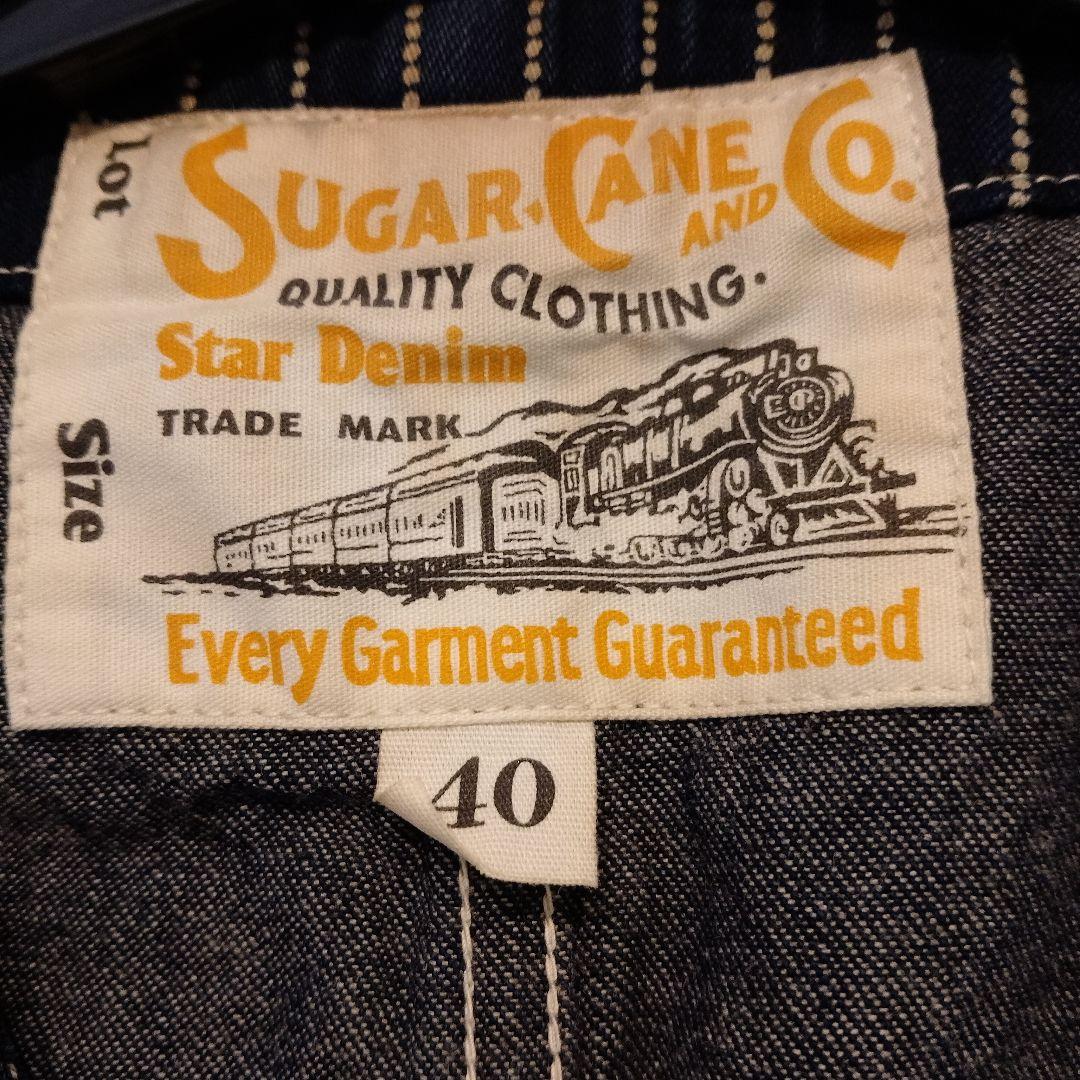 Lot
SUGAR CANE AND CO.
QUALITY CLOTHING.
Star Denim
TRADE MARK
Size
Every Garment Guaranteed
40